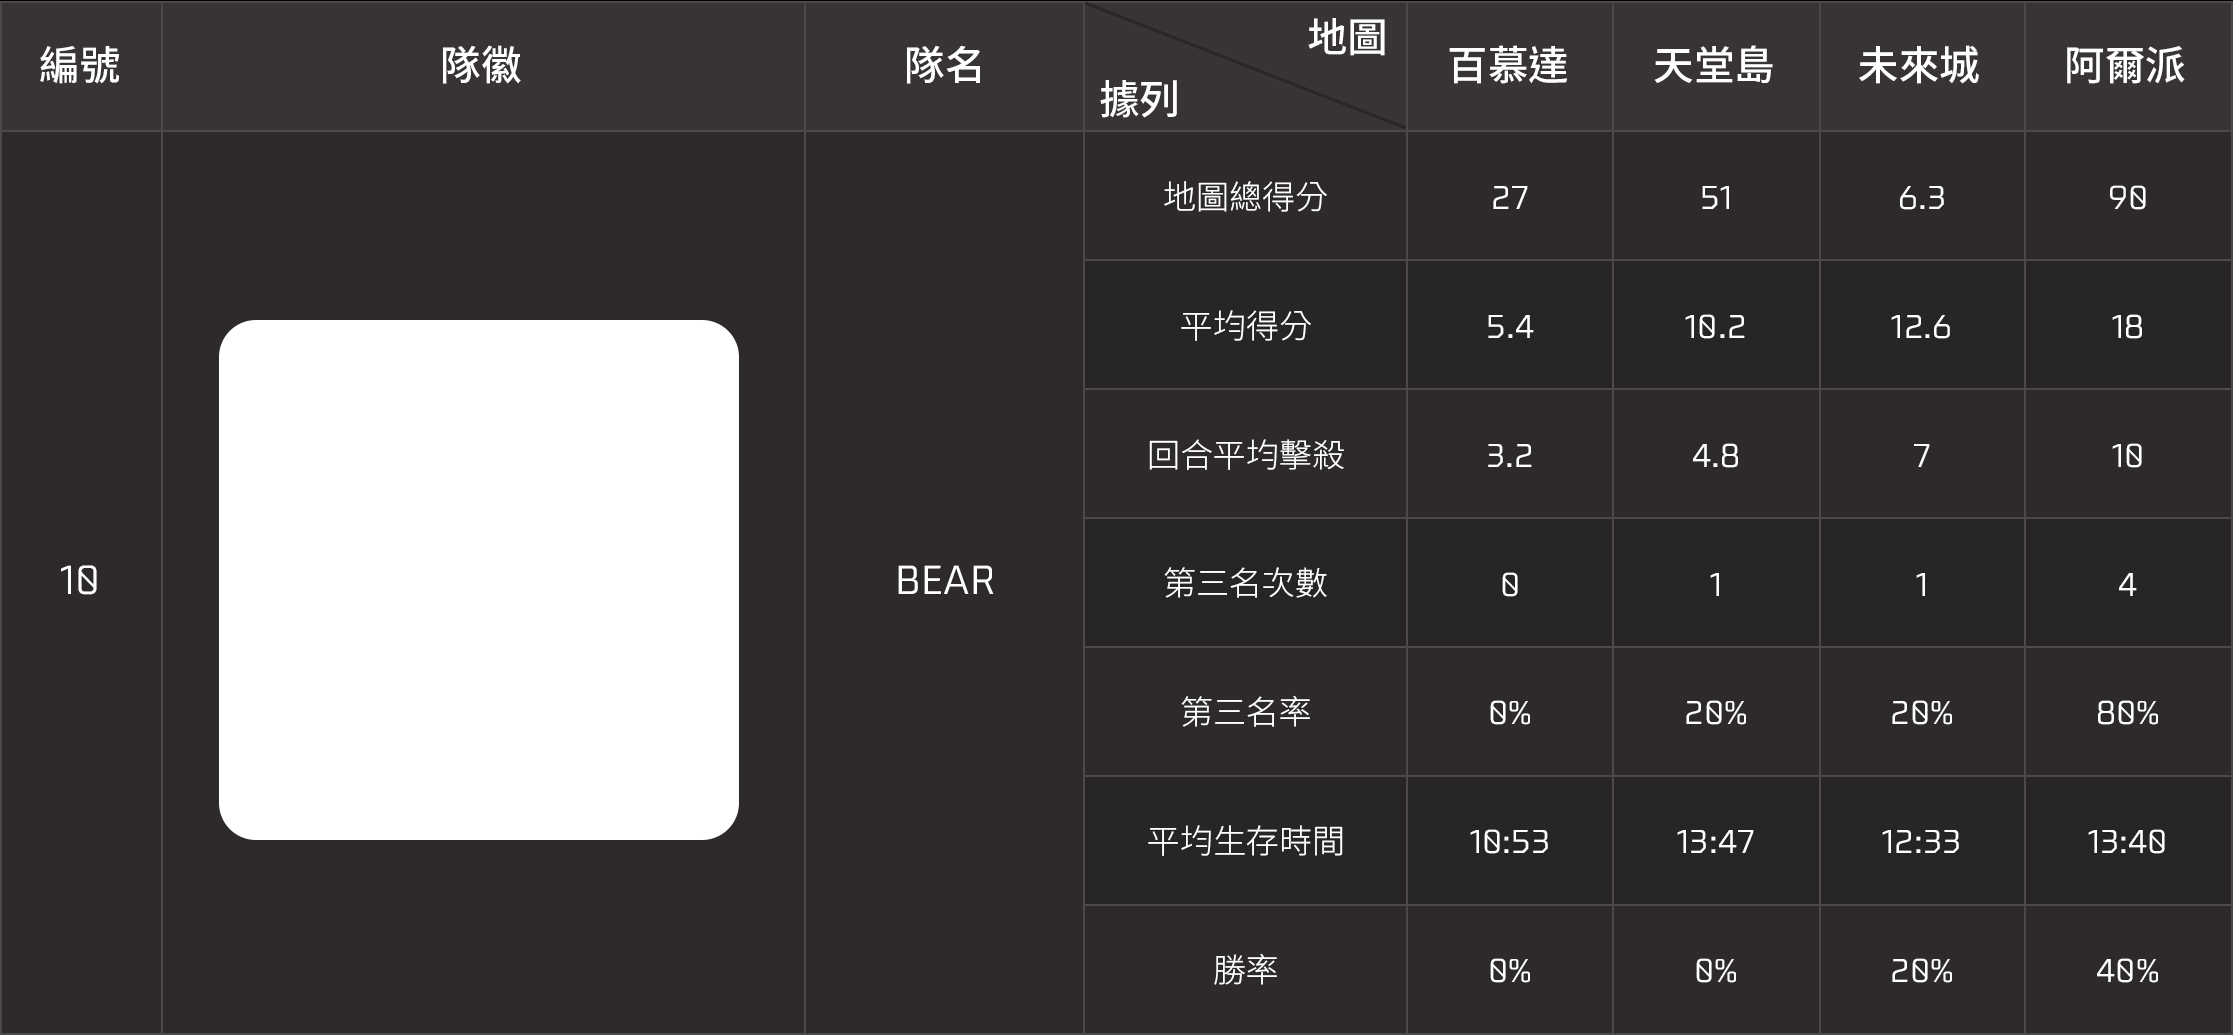 編號 隊徽 隊名 地圖 百慕達 天堂島 未來城 阿爾派
據列
地圖總得分 27 51 6.3 90
平均得分 5.4 10.2 12.6 18
回合平均擊殺 3.2 4.8 7 10
10 BEAR 第三名次數 0 1 1 4
第三名率 0% 20% 20% 80%
平均生存時間 10:53 13:47 12:33 13:40
勝率 0% 0% 20% 40%